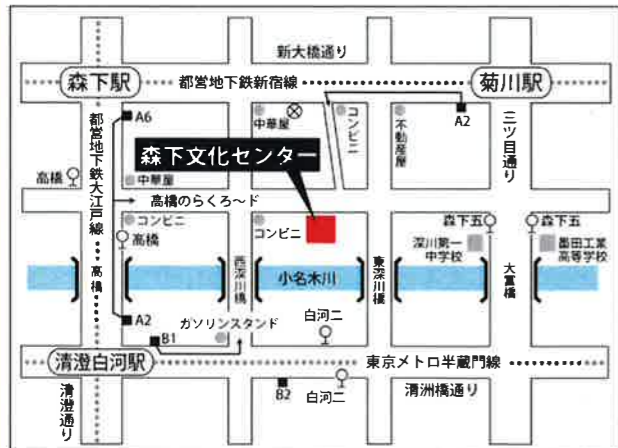 新大橋通り
森下駅
都営地下鉄新宿線
菊川駅
都営地下鉄大江戸線
A6
中華屋
コンビニ
不動産屋
A2
三ツ目通り
森下文化センター
高橋
中華屋
高橋のらくろ〜ド
コンビニ
高橋
コンビニ
森下五
森下五
深川第一
中学校
墨田工業
高等学校
高橋
西深川橋
小名木川
東深川橋
大富橋
A2
B1
ガソリンスタンド
白河二
清澄白河駅
東京メトロ半蔵門線
清澄通り
B2
白河二
清洲橋通り